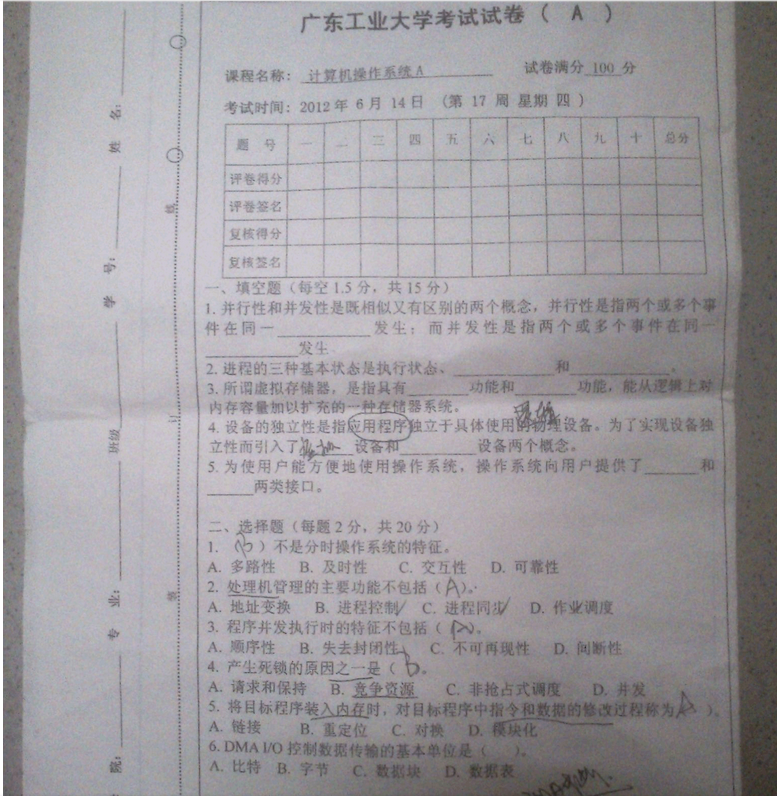 广东工业大学考试试卷 ( A )
课程名称： 计算机操作系统A 试卷满分 100 分
考试时间：2012年 6月 14日 (第 17 周 星期 四 )
题 号 一 二 三 四 五 六 七 八 九 十 总分
评卷得分
评卷签名
复核得分
复核签名
一、填空题（每空1.5分，共15分）
1.并行性和并发性是既相似又有区别的两个概念，并行性是指两个或多个事
件在同一____________发生；而并发性是指两个或多个事件在同一
____________发生.
2.进程的三种基本状态是执行状态、____________和____________。
3.所谓虚拟存储器，是指具有________功能和________功能，能从逻辑上对
内存容量加以扩充的一种存储器系统。
逻辑
4.设备的独立性是指应用程序独立于具体使用的物理设备。为了实现设备独
立性而引入了 设备和__________设备两个概念。
5.为使用户能方便地使用操作系统，操作系统向用户提供了______和
______两类接口。
二、选择题（每题2分，共20分）
1. （B）不是分时操作系统的特征。
A. 多路性 B. 及时性 C. 交互性 D. 可靠性
2. 处理机管理的主要功能不包括（A）。
A. 地址变换 B. 进程控制 C. 进程同步 D. 作业调度
3. 程序并发执行时的特征不包括（ 。
A. 顺序性 B. 失去封闭性 C. 不可再现性 D. 间断性
4. 产生死锁的原因之一是（ B 。
A. 请求和保持 B. 竞争资源 C. 非抢占式调度 D. 并发
5. 将目标程序装入内存时，对目标程序中指令和数据的修改过程称为 A ）。
A. 链接 B. 重定位 C. 对换 D. 模块化
6. DMA I/O 控制数据传输的基本单位是（ ）。
A. 比特 B. 字节 C. 数据块 D. 数据表
姓 名：
学 号：
班级
专 业：
院：
线
订
装